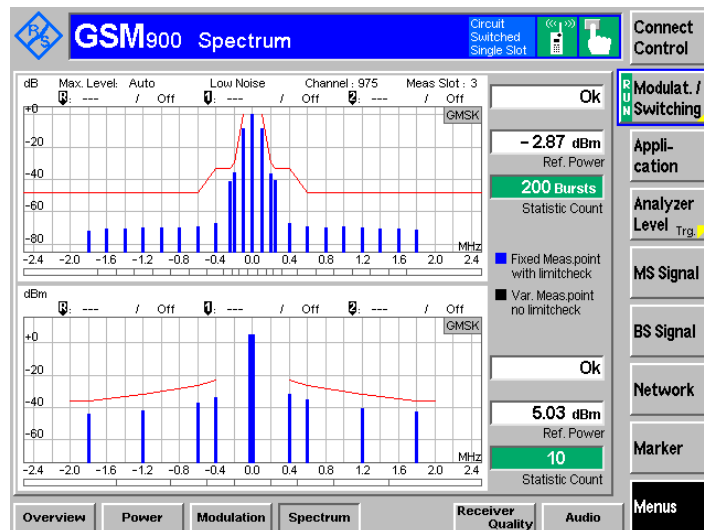 R&S
GSM900 Spectrum
Circuit
Switched
Single Slot
Connect
Control
dB Max. Level: Auto Low Noise Channel : 975 Meas Slot : 3
R: --- / Off 1: --- / Off 2: --- / Off
GMSK
+0
-20
-40
-60
-80
MHz
-2.4 -2.0 -1.6 -1.2 -0.8 -0.4 0.0 0.4 0.8 1.2 1.6 2.0 2.4
Ok
- 2.87 dBm
Ref. Power
200 Bursts
Statistic Count
Fixed Meas.point
with limitcheck
Var. Meas.point
no limitcheck
dBm
R: --- / Off 1: --- / Off 2: --- / Off
GMSK
+0
-20
-40
-60
MHz
-2.4 -2.0 -1.6 -1.2 -0.8 -0.4 0.0 0.4 0.8 1.2 1.6 2.0 2.4
Ok
5.03 dBm
Ref. Power
10
Statistic Count
RUN
Modulat. /
Switching
Appli-
cation
Analyzer
Level Trg.
MS Signal
BS Signal
Network
Marker
Menus
Overview Power Modulation Spectrum Receiver
Quality Audio